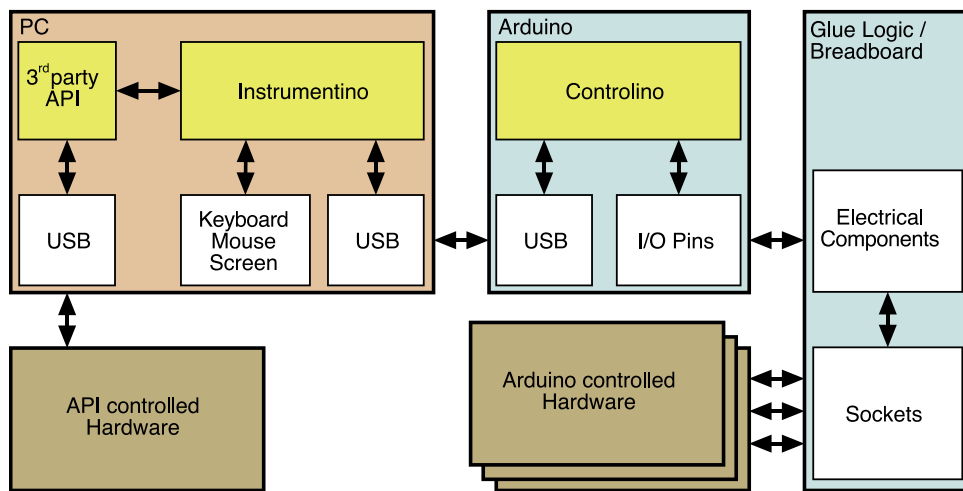 PC
3rd party
API
Instrumentino
USB
Keyboard
Mouse
Screen
USB
Arduino
Controlino
USB
I/O Pins
Glue Logic /
Breadboard
Electrical
Components
Sockets
API controlled
Hardware
Arduino controlled
Hardware